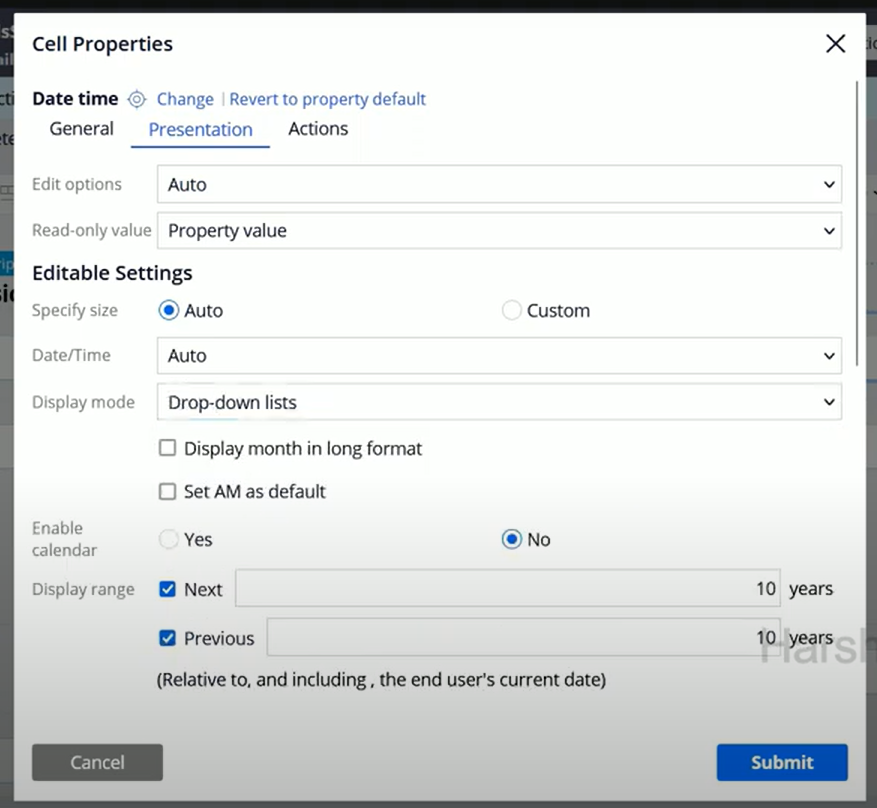 Cell Properties
Date time Change | Revert to property default
General Presentation Actions
Edit options Auto
Read-only value Property value
Editable Settings
Specify size Auto Custom
Date/Time Auto
Display mode Drop-down lists
Display month in long format
Set AM as default
Enable calendar Yes No
Display range Next 10 years
Previous 10 years
Harsh
(Relative to, and including , the end user's current date)
Cancel Submit